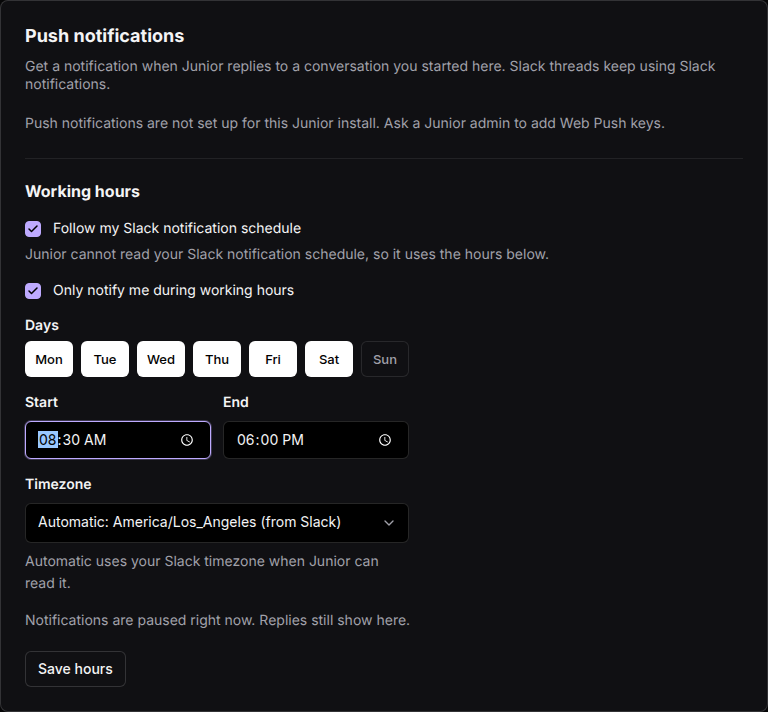 Push notifications
Get a notification when Junior replies to a conversation you started here. Slack threads keep using Slack
notifications.
Push notifications are not set up for this Junior install. Ask a Junior admin to add Web Push keys.
Working hours
Follow my Slack notification schedule
Junior cannot read your Slack notification schedule, so it uses the hours below.
Only notify me during working hours
Days
Mon Tue Wed Thu Fri Sat Sun
Start End
08:30 AM 06:00 PM
Timezone
Automatic: America/Los_Angeles (from Slack)
Automatic uses your Slack timezone when Junior can
read it.
Notifications are paused right now. Replies still show here.
Save hours